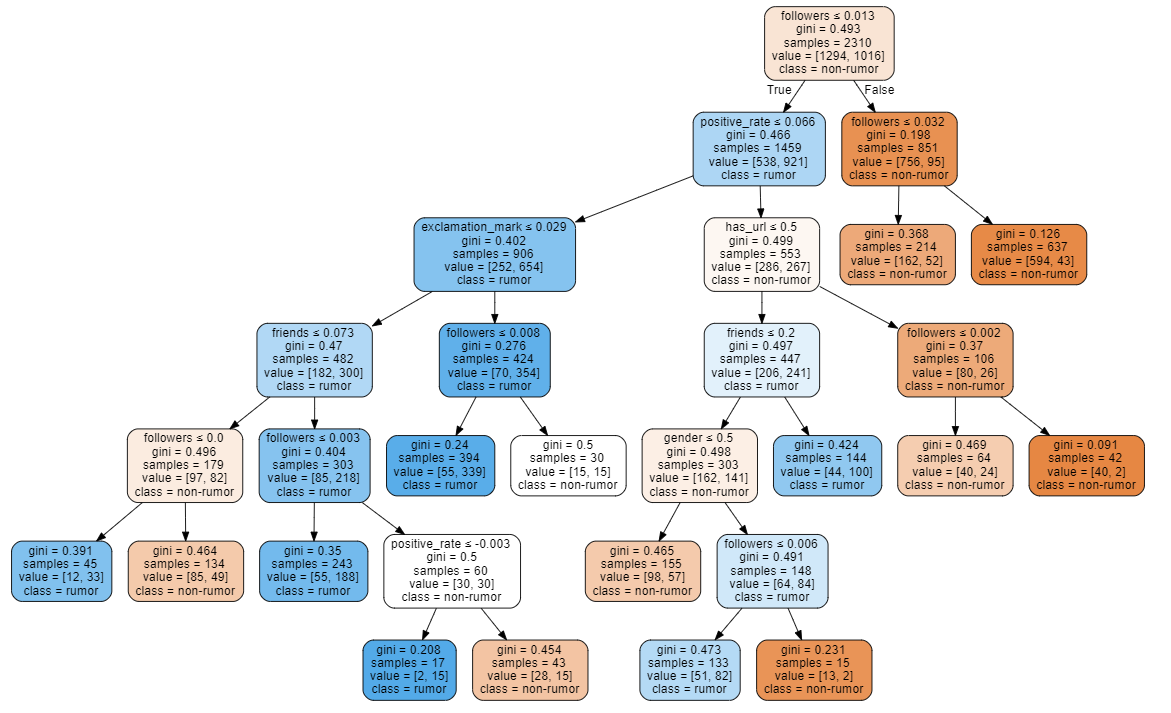 followers ≤ 0.013
gini = 0.493
samples = 2310
value = [1294, 1016]
class = non-rumor
True
False
positive_rate ≤ 0.066
gini = 0.466
samples = 1459
value = [538, 921]
class = rumor
followers ≤ 0.032
gini = 0.198
samples = 851
value = [756, 95]
class = non-rumor
exclamation_mark ≤ 0.029
gini = 0.402
samples = 906
value = [252, 654]
class = rumor
has_url ≤ 0.5
gini = 0.499
samples = 553
value = [286, 267]
class = non-rumor
gini = 0.368
samples = 214
value = [162, 52]
class = non-rumor
gini = 0.126
samples = 637
value = [594, 43]
class = non-rumor
friends ≤ 0.073
gini = 0.47
samples = 482
value = [182, 300]
class = rumor
followers ≤ 0.008
gini = 0.276
samples = 424
value = [70, 354]
class = rumor
friends ≤ 0.2
gini = 0.497
samples = 447
value = [206, 241]
class = rumor
followers ≤ 0.002
gini = 0.37
samples = 106
value = [80, 26]
class = non-rumor
followers ≤ 0.0
gini = 0.496
samples = 179
value = [97, 82]
class = non-rumor
followers ≤ 0.003
gini = 0.404
samples = 303
value = [85, 218]
class = rumor
gini = 0.24
samples = 394
value = [55, 339]
class = rumor
gini = 0.5
samples = 30
value = [15, 15]
class = non-rumor
gender ≤ 0.5
gini = 0.498
samples = 303
value = [162, 141]
class = non-rumor
gini = 0.424
samples = 144
value = [44, 100]
class = rumor
gini = 0.469
samples = 64
value = [40, 24]
class = non-rumor
gini = 0.091
samples = 42
value = [40, 2]
class = non-rumor
gini = 0.391
samples = 45
value = [12, 33]
class = rumor
gini = 0.464
samples = 134
value = [85, 49]
class = non-rumor
gini = 0.35
samples = 243
value = [55, 188]
class = rumor
positive_rate ≤ -0.003
gini = 0.5
samples = 60
value = [30, 30]
class = non-rumor
gini = 0.465
samples = 155
value = [98, 57]
class = non-rumor
followers ≤ 0.006
gini = 0.491
samples = 148
value = [64, 84]
class = rumor
gini = 0.208
samples = 17
value = [2, 15]
class = rumor
gini = 0.454
samples = 43
value = [28, 15]
class = non-rumor
gini = 0.473
samples = 133
value = [51, 82]
class = rumor
gini = 0.231
samples = 15
value = [13, 2]
class = non-rumor